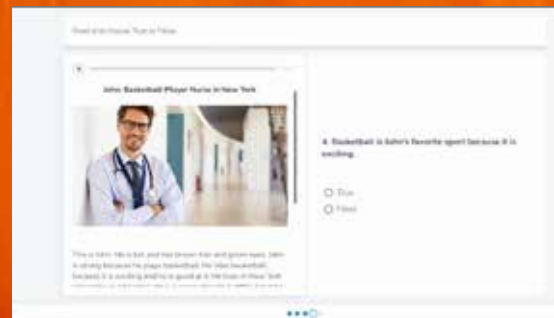 Read and choose True or False
John: Basketball Player Nurse in New York
4. Basketball is John's favorite sport because it is
exciting.
True
False
This is John. He is tall and has brown hair and green eyes. John
is strong because he plays basketball. He likes basketball,
because it is exciting and he is good at it. He lives in New York